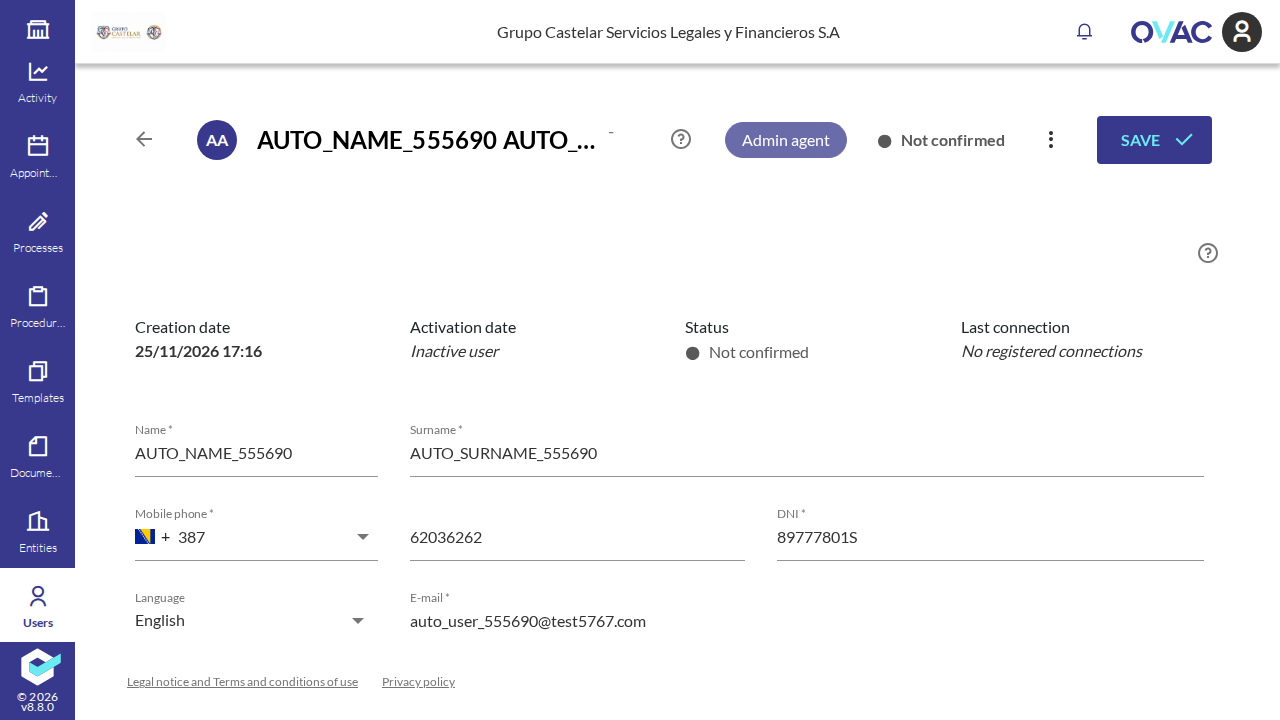 GRUPO
CASTELAR
Grupo Castelar Servicios Legales y Financieros S.A
OVAC
Activity
Appoint...
Processes
Procedur...
Templates
Docume...
Entities
Users
© 2026
v8.8.0
AA
AUTO_NAME_555690 AUTO_...
-
Admin agent
Not confirmed
SAVE
Creation date
25/11/2026 17:16
Activation date
Inactive user
Status
Not confirmed
Last connection
No registered connections
Name *
AUTO_NAME_555690
Surname *
AUTO_SURNAME_555690
Mobile phone *
+ 387
62036262
DNI *
89777801S
Language
English
E-mail *
auto_user_555690@test5767.com
Legal notice and Terms and conditions of use
Privacy policy